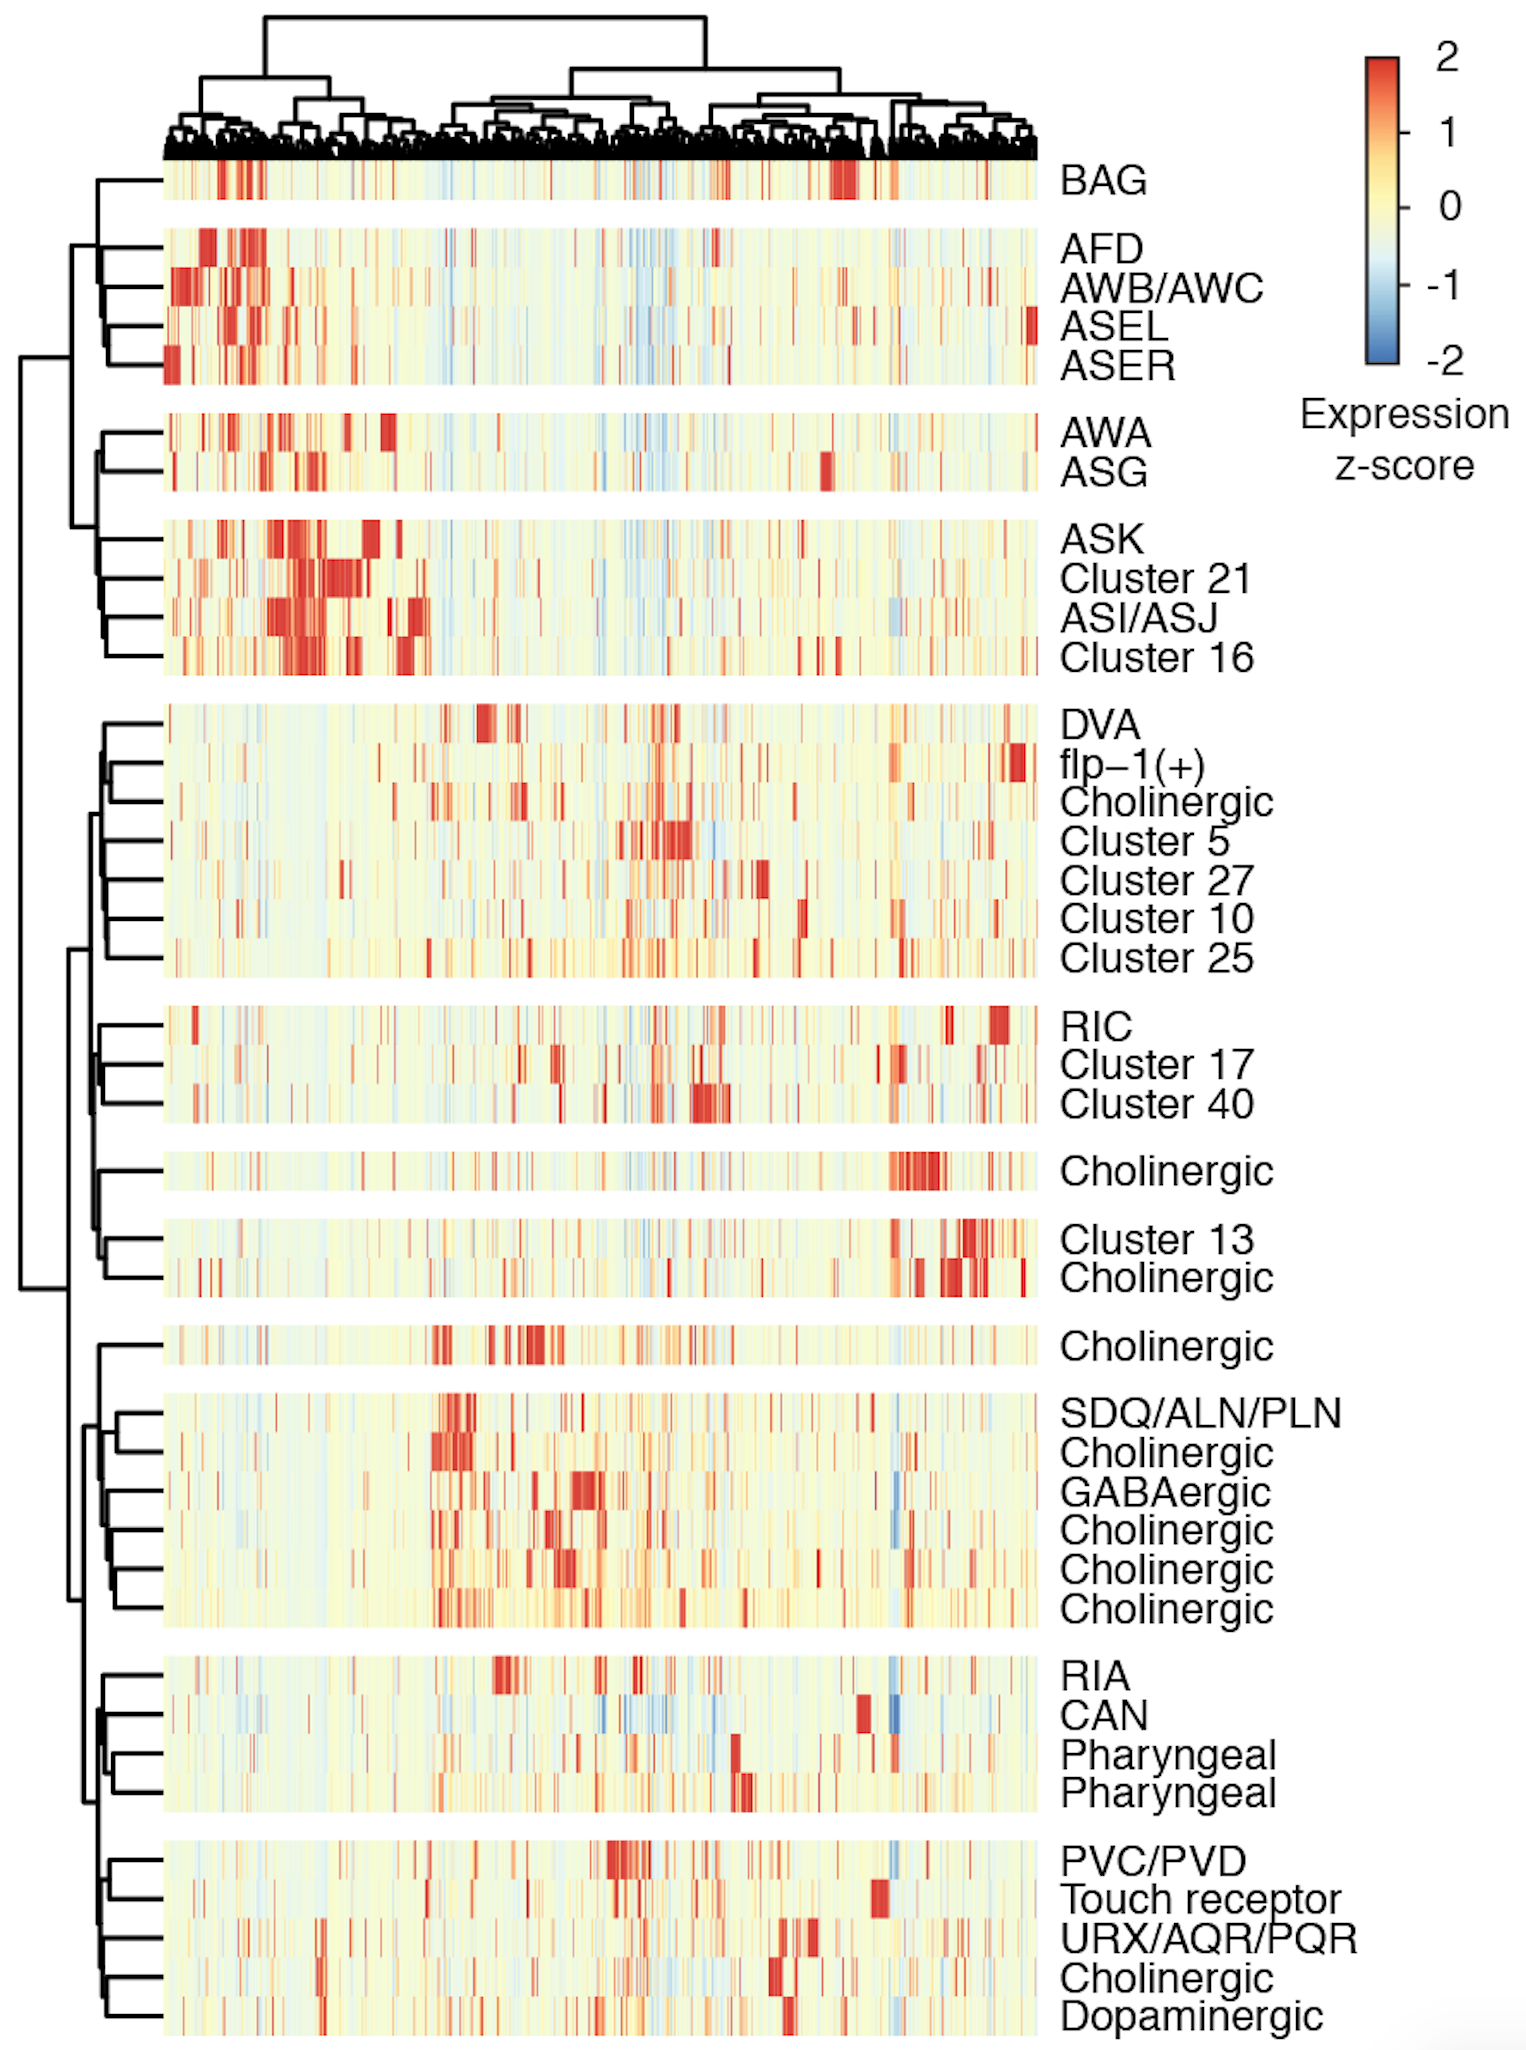 2
1
0
-1
-2
Expression
z-score
BAG
AFD
AWB/AWC
ASEL
ASER
AWA
ASG
ASK
Cluster 21
ASI/ASJ
Cluster 16
DVA
flp−1(+)
Cholinergic
Cluster 5
Cluster 27
Cluster 10
Cluster 25
RIC
Cluster 17
Cluster 40
Cholinergic
Cluster 13
Cholinergic
Cholinergic
SDQ/ALN/PLN
Cholinergic
GABAergic
Cholinergic
Cholinergic
Cholinergic
RIA
CAN
Pharyngeal
Pharyngeal
PVC/PVD
Touch receptor
URX/AQR/PQR
Cholinergic
Dopaminergic